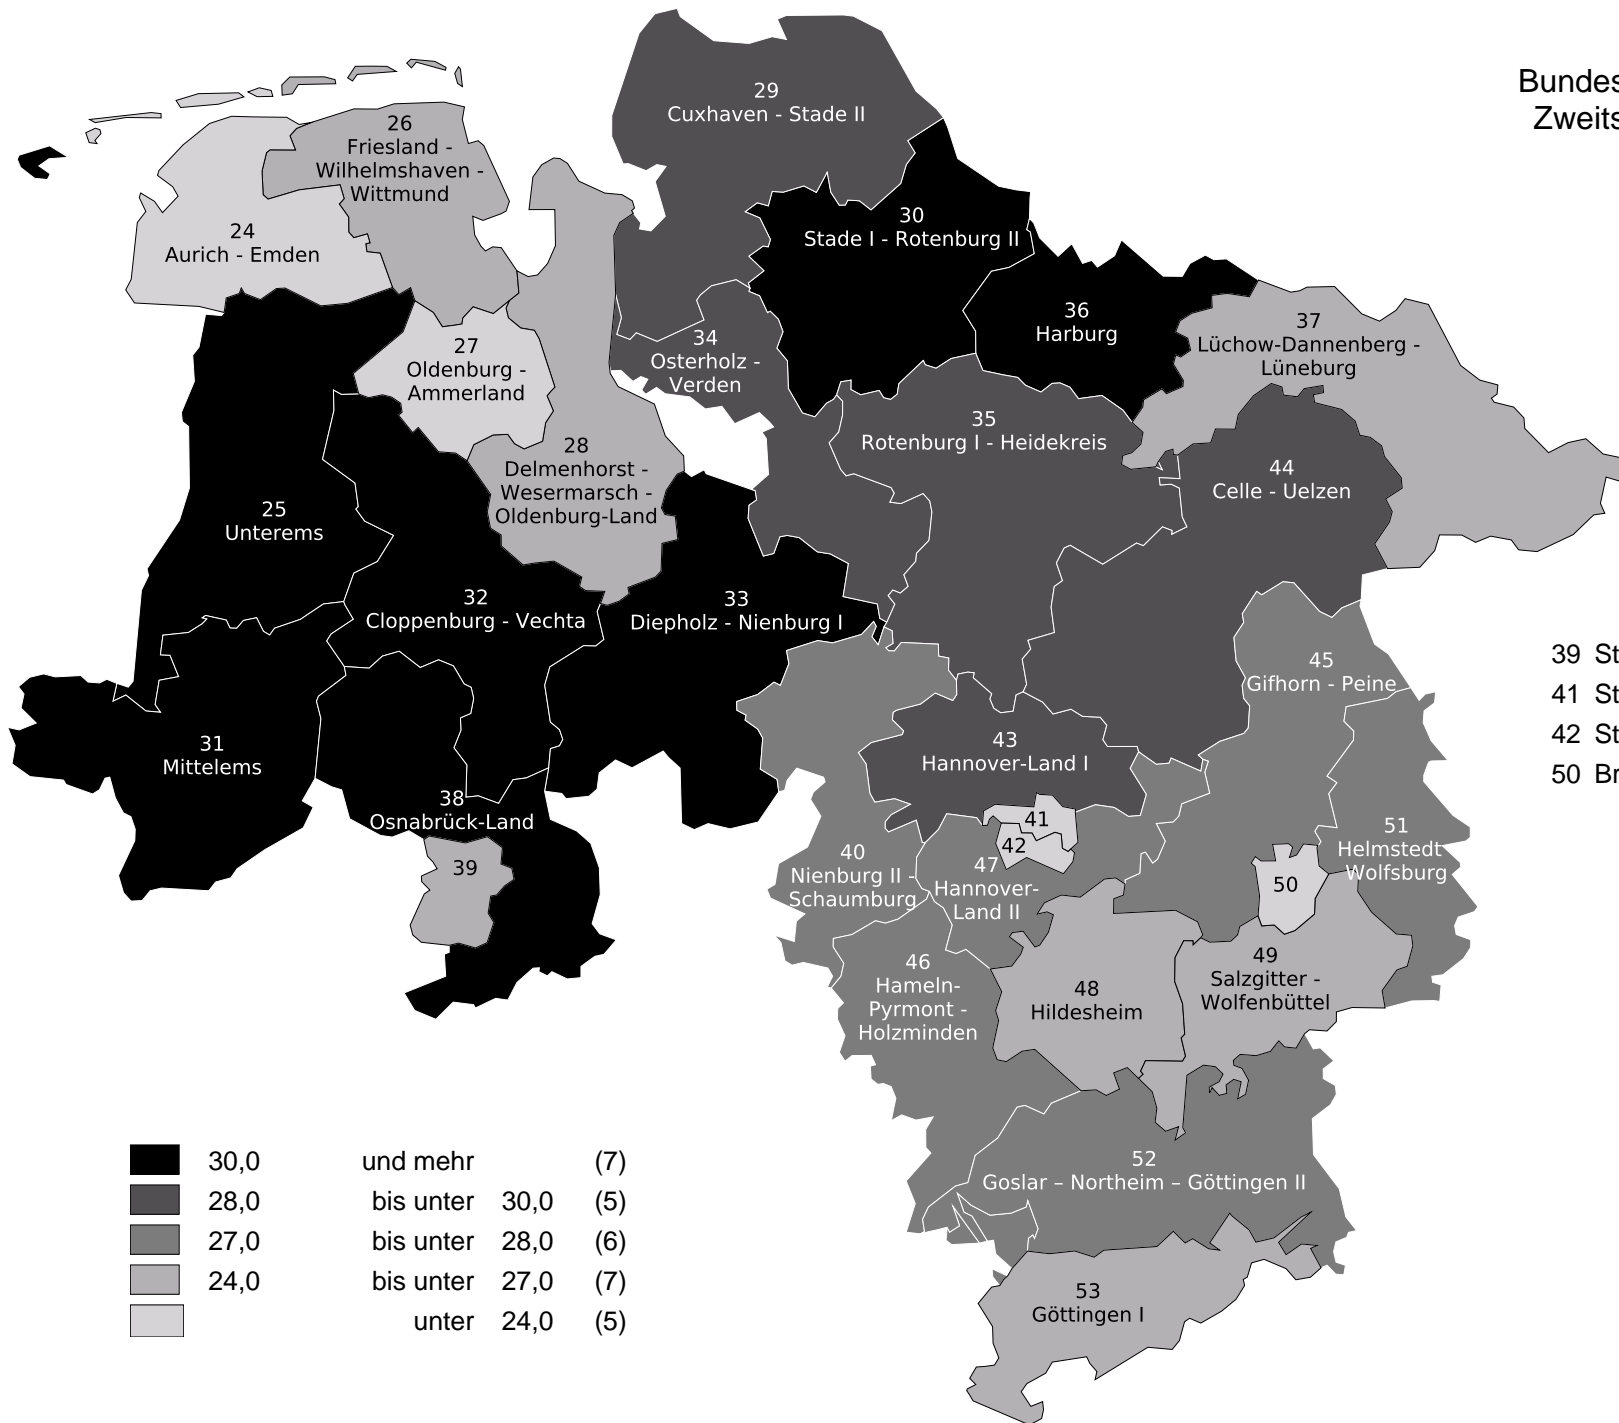 Bundes
Zweits
29
Cuxhaven - Stade II
26
Friesland -
Wilhelmshaven -
Wittmund
24
Aurich - Emden
30
Stade I - Rotenburg II
36
Harburg
37
Lüchow-Dannenberg -
Lüneburg
27
Oldenburg -
Ammerland
34
Osterholz -
Verden
35
Rotenburg I - Heidekreis
28
Delmenhorst -
Wesermarsch -
Oldenburg-Land
44
Celle - Uelzen
25
Unterems
32
Cloppenburg - Vechta
33
Diepholz - Nienburg I
45
Gifhorn - Peine
39 St
41 St
42 St
50 Br
31
Mittelems
43
Hannover-Land I
38
Osnabrück-Land
39
41
42
40
Nienburg II -
Schaumburg
47
Hannover-
Land II
51
Helmstedt
Wolfsburg
50
46
Hameln-
Pyrmont -
Holzminden
48
Hildesheim
49
Salzgitter -
Wolfenbüttel
52
Goslar – Northeim – Göttingen II
53
Göttingen I
30,0 und mehr (7)
28,0 bis unter 30,0 (5)
27,0 bis unter 28,0 (6)
24,0 bis unter 27,0 (7)
unter 24,0 (5)